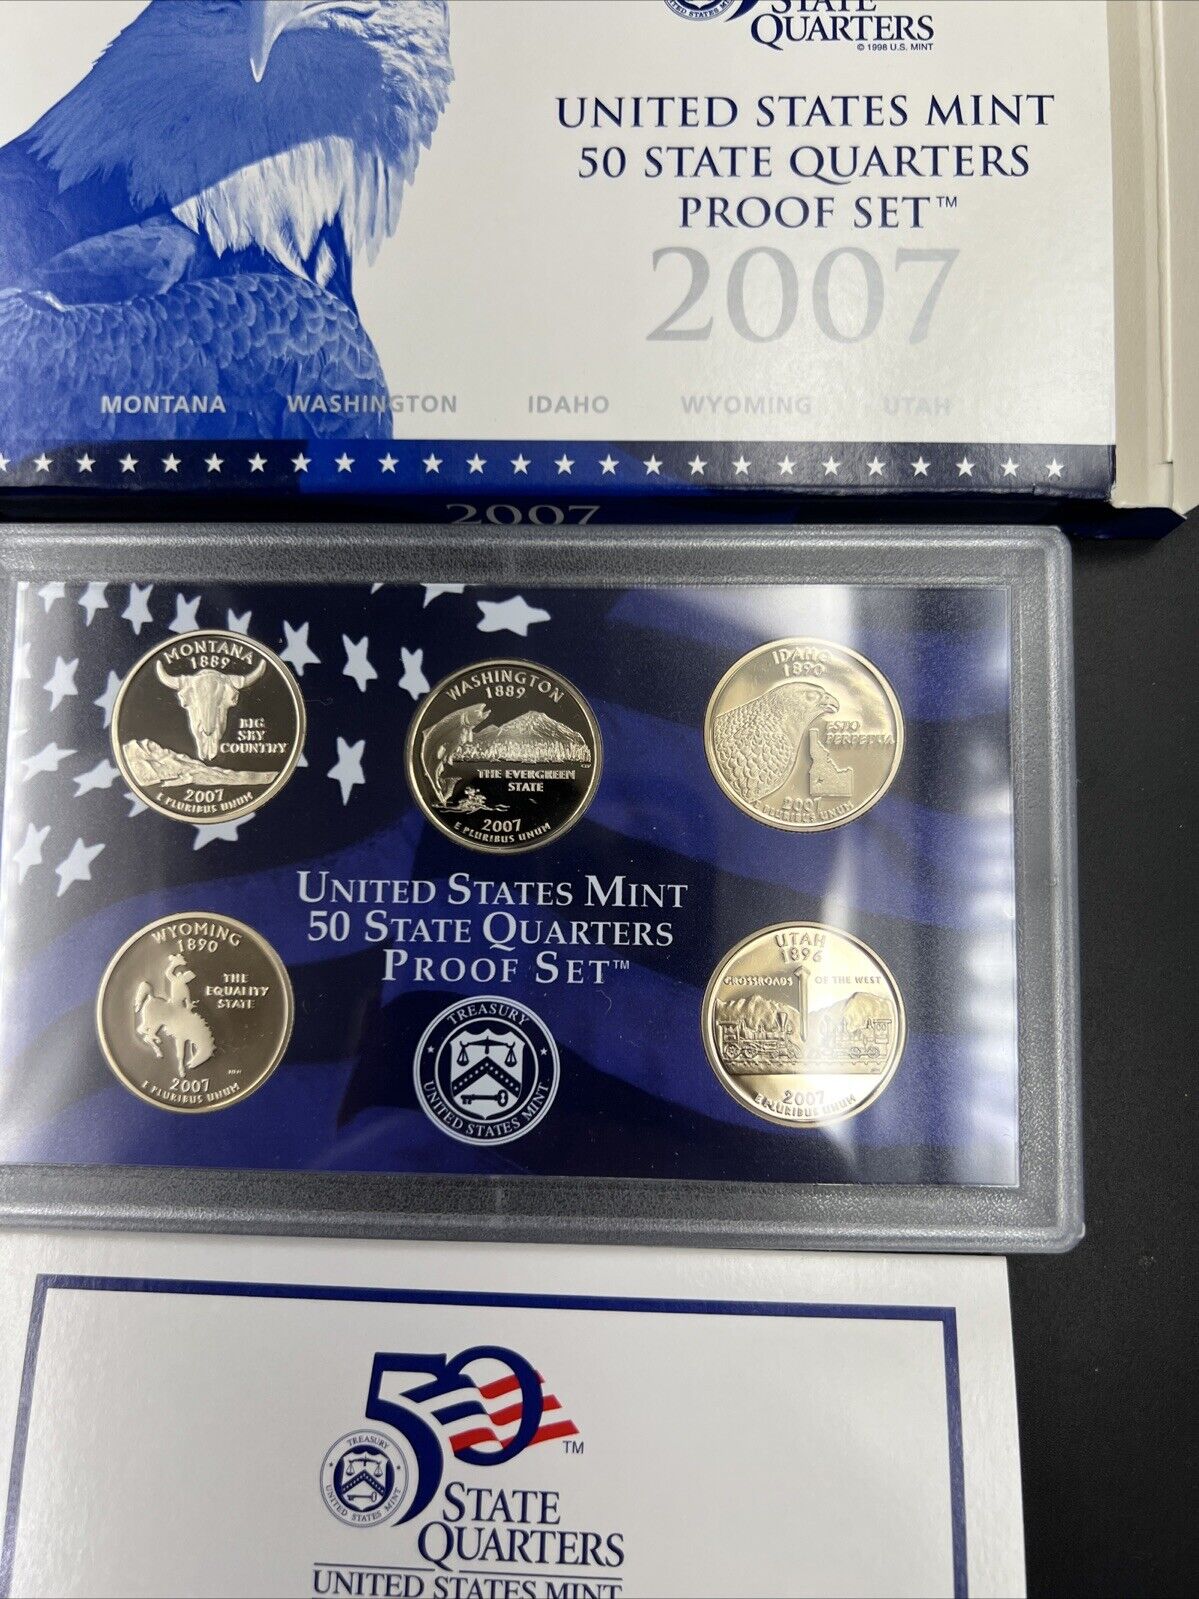 STATE
QUARTERS
© 1998 U.S. MINT
UNITED STATES MINT
50 STATE QUARTERS
PROOF SET™
2007
MONTANA WASHINGTON IDAHO WYOMING UTAH
2007
MONTANA
1889
BIG
SKY
COUNTRY
2007
E PLURIBUS UNUM
WASHINGTON
1889
THE EVERGREEN
STATE
2007
E PLURIBUS UNUM
IDAHO
1890
ESTO
PERPETUA
2007
E PLURIBUS UNUM
UNITED STATES MINT
50 STATE QUARTERS
PROOF SET™
WYOMING
1890
THE
EQUALITY
STATE
2007
E PLURIBUS UNUM
TREASURY
UNITED STATES MINT
UTAH
1896
CROSSROADS OF THE WEST
2007
E PLURIBUS UNUM
50™
TREASURY
UNITED STATES MINT
STATE
QUARTERS
UNITED STATES MINT